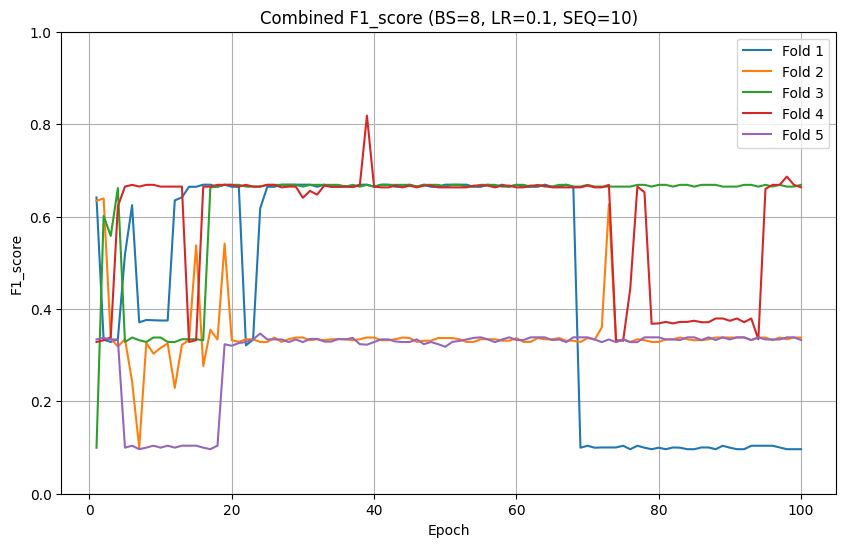 Combined F1_score (BS=8, LR=0.1, SEQ=10)
Fold 1
Fold 2
Fold 3
Fold 4
Fold 5
F1_score
1.0
0.8
0.6
0.4
0.2
0.0
0 20 40 60 80 100
Epoch